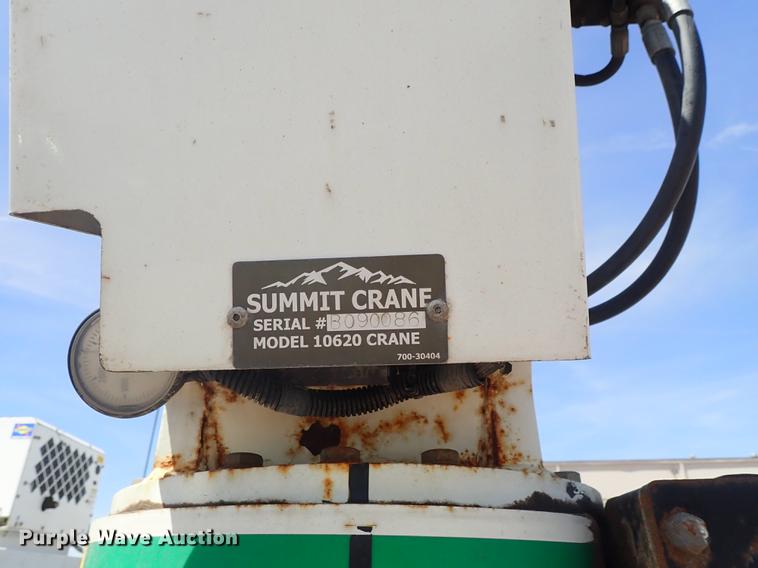 SUMMIT CRANE
SERIAL # B090086
MODEL 10620 CRANE
700-30404
Purple Wave Auction